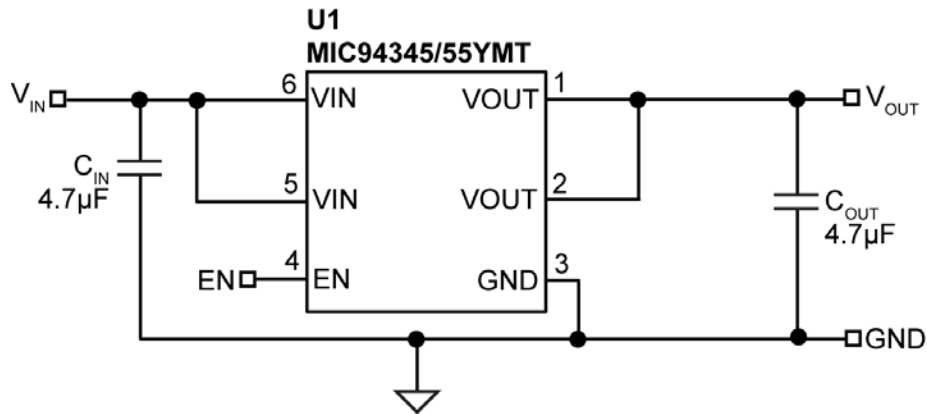 U1
MIC94345/55YMT
VIN 6 VIN VOUT 1 VOUT
CIN
4.7µF
5 VIN VOUT 2
COUT
4.7µF
EN 4 EN GND 3
GND